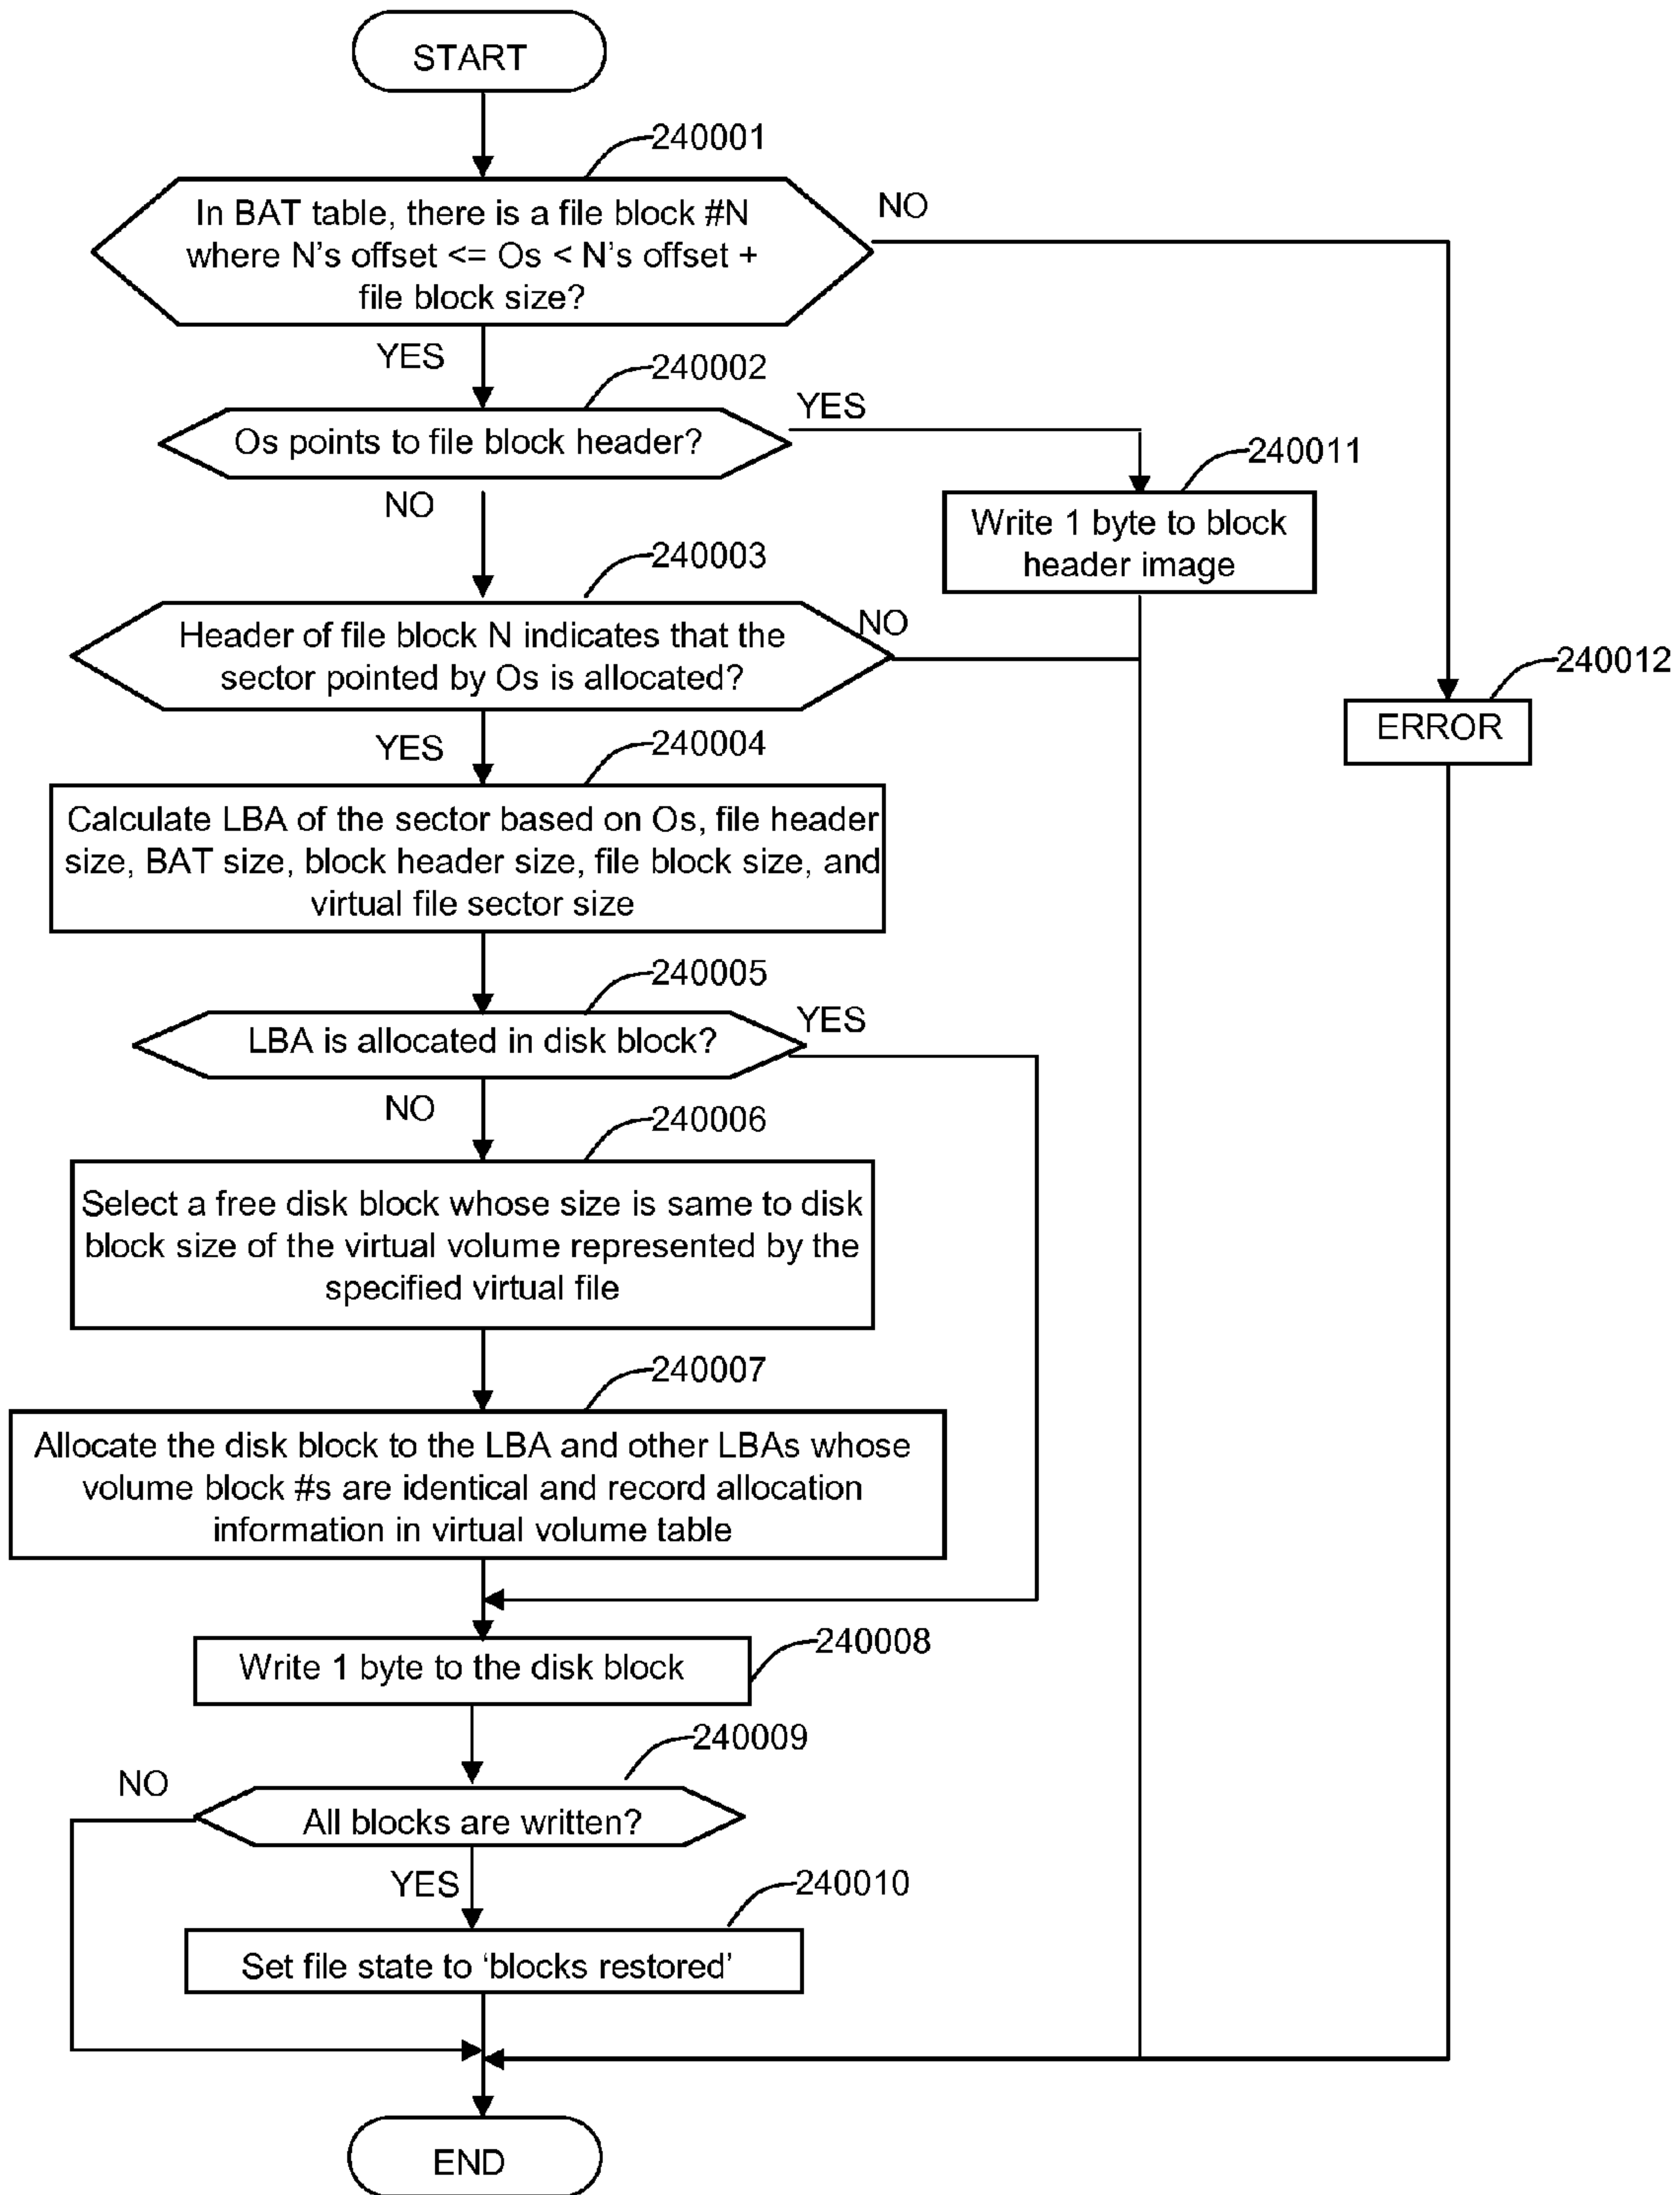 START
240001
In BAT table, there is a file block #N
where N's offset <= Os < N's offset +
file block size?
NO
YES
240002
Os points to file block header?
YES
NO
240011
Write 1 byte to block
header image
240003
Header of file block N indicates that the
sector pointed by Os is allocated?
NO
240012
ERROR
YES
240004
Calculate LBA of the sector based on Os, file header
size, BAT size, block header size, file block size, and
virtual file sector size
240005
LBA is allocated in disk block?
YES
NO
240006
Select a free disk block whose size is same to disk
block size of the virtual volume represented by the
specified virtual file
240007
Allocate the disk block to the LBA and other LBAs whose
volume block #s are identical and record allocation
information in virtual volume table
240008
Write 1 byte to the disk block
240009
NO
All blocks are written?
YES
240010
Set file state to ‘blocks restored’
END